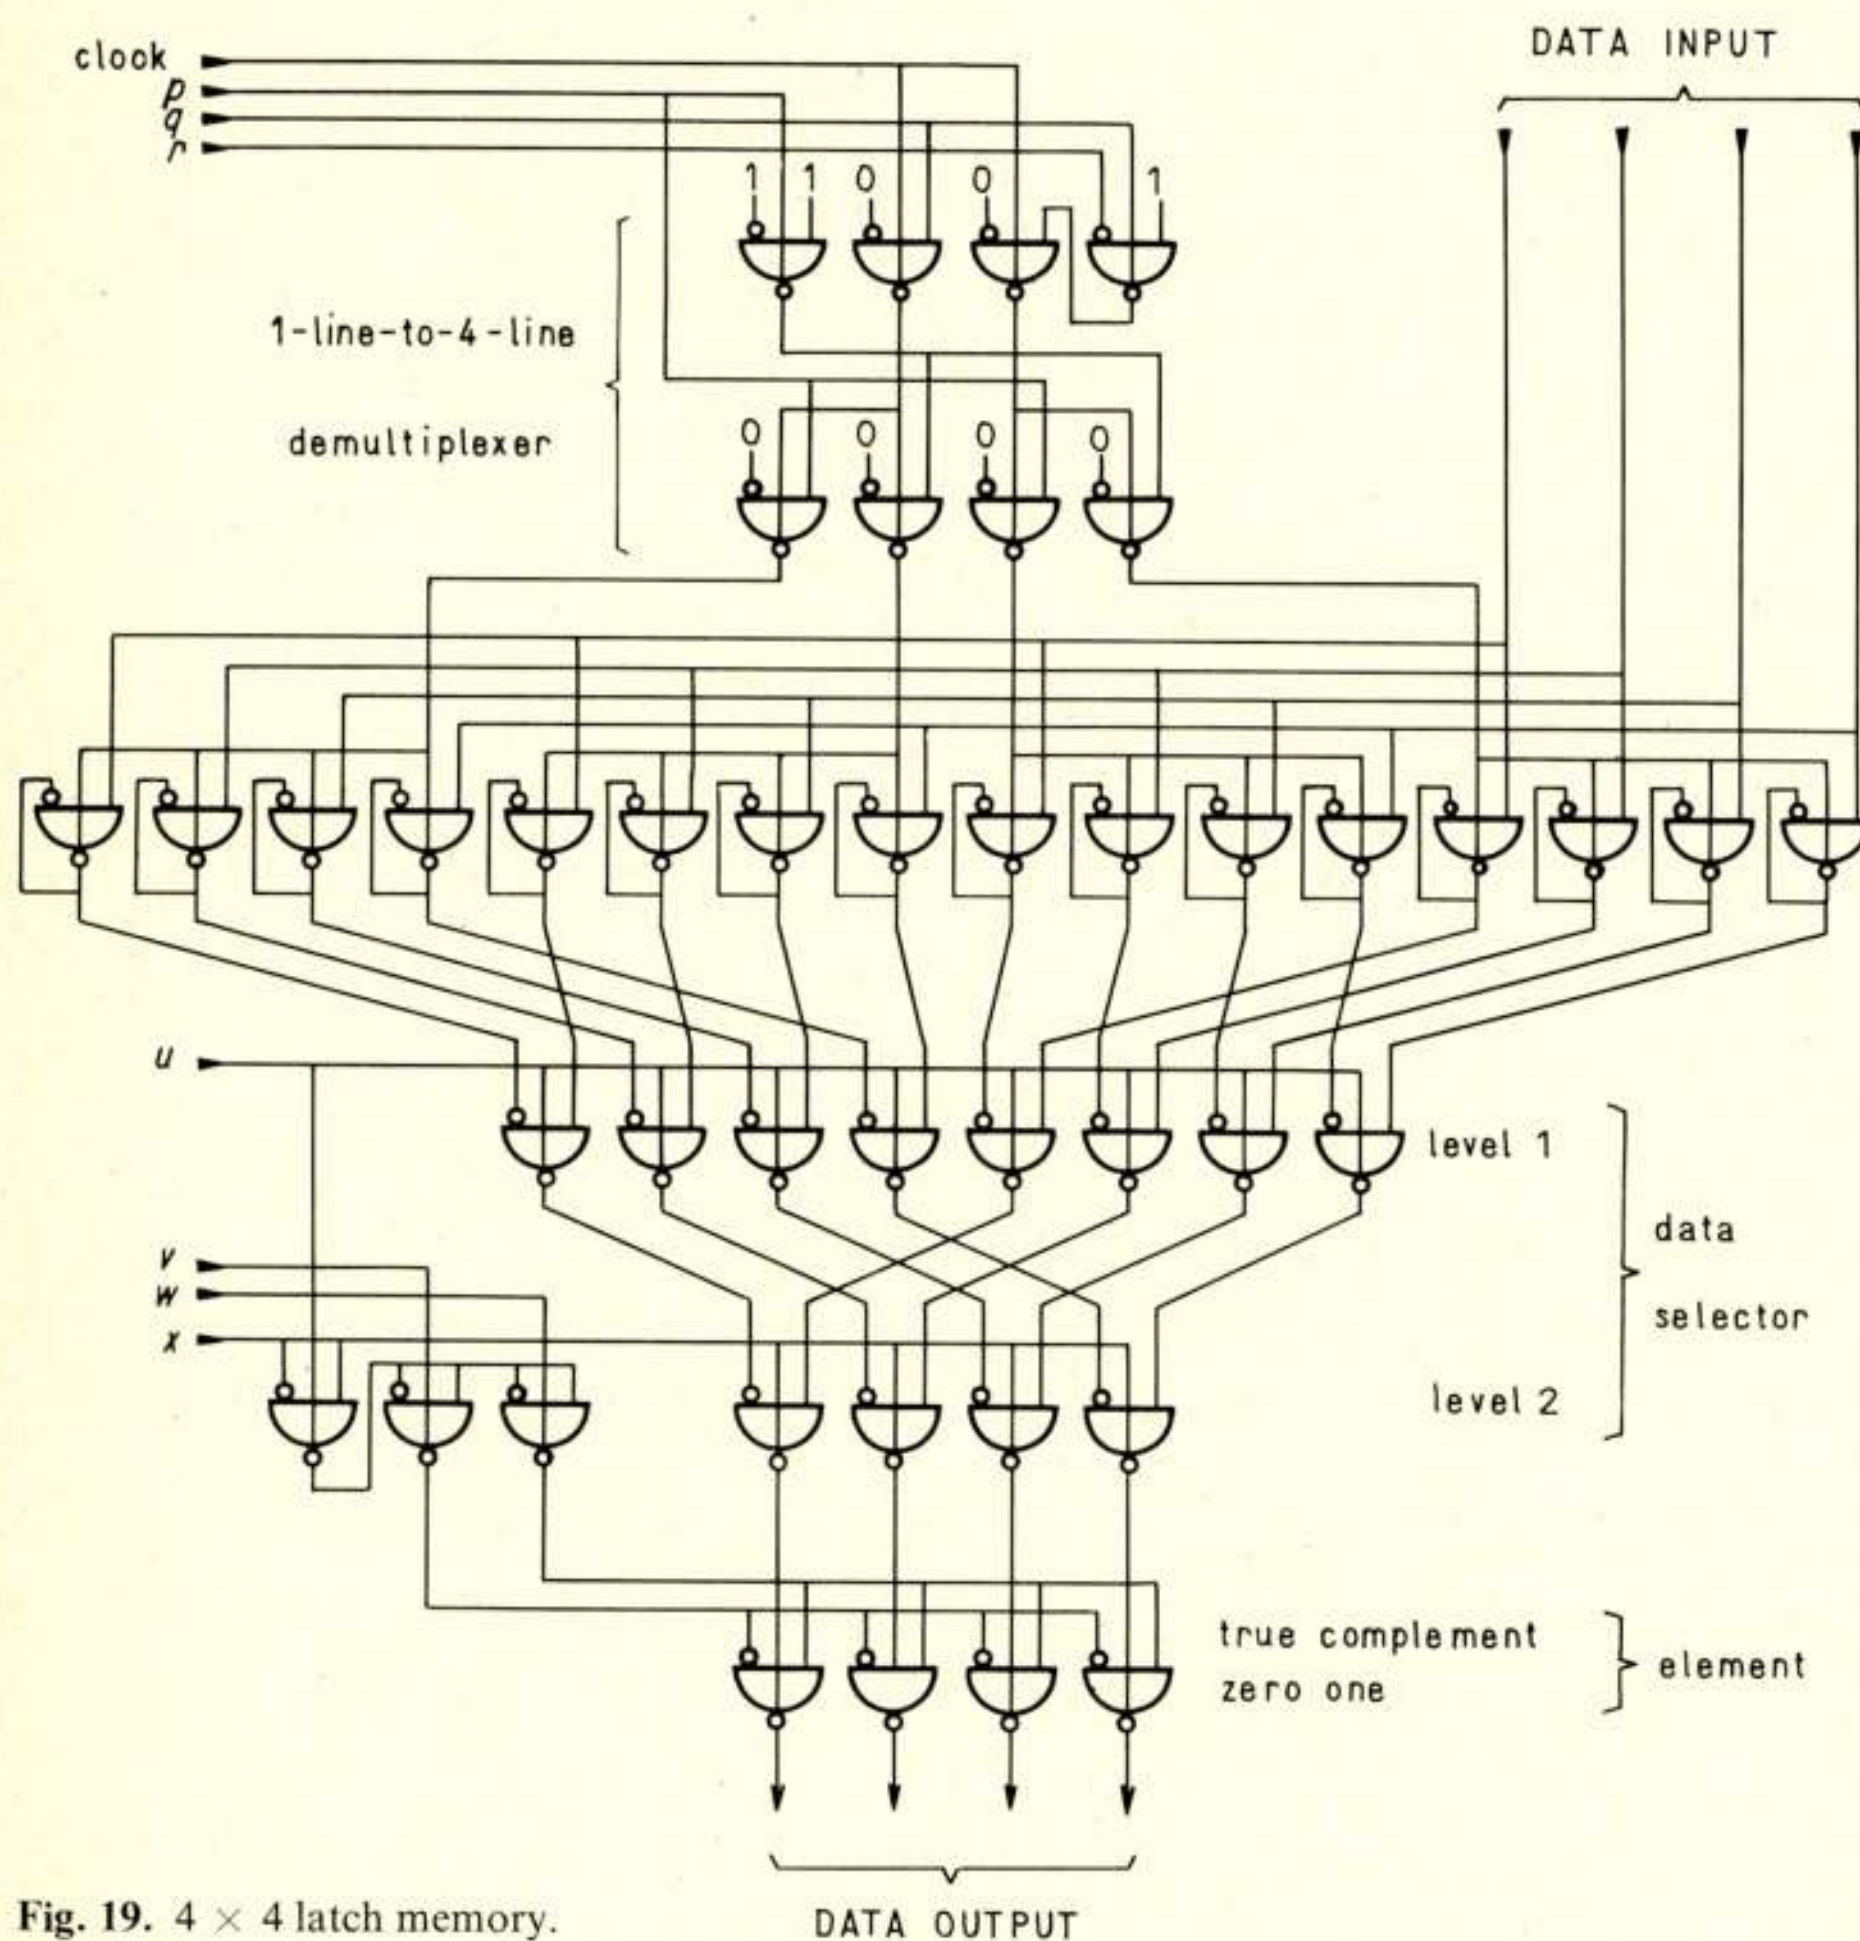 DATA INPUT
clock
p
q
r
1 1 0 0 1
1-line-to-4-line
demultiplexer
0 0 0 0
u
level 1
data
selector
v
w
x
level 2
true complement
zero one
element
Fig. 19. 4 × 4 latch memory.
DATA OUTPUT